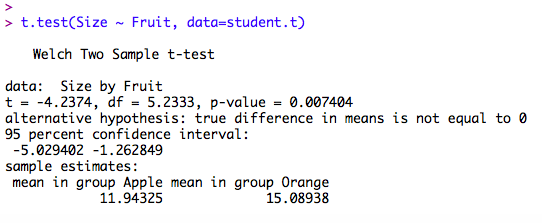 >
> t.test(Size ~ Fruit, data=student.t)
Welch Two Sample t-test
data:  Size by Fruit
t = -4.2374, df = 5.2333, p-value = 0.007404
alternative hypothesis: true difference in means is not equal to 0
95 percent confidence interval:
 -5.029402 -1.262849
sample estimates:
 mean in group Apple mean in group Orange
            11.94325             15.08938